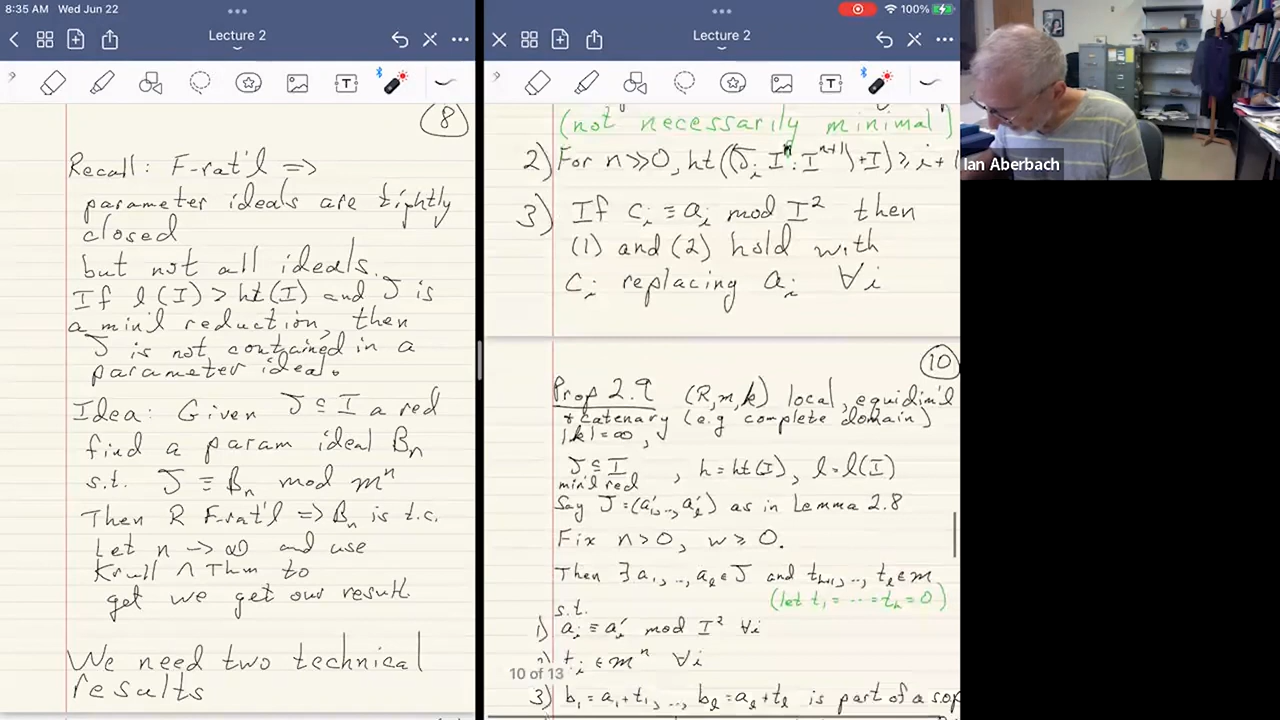 8:35 AM Wed Jun 22
Lecture 2
8
Recall: F-rat'l ⇒
parameter ideals are tightly
closed
but not all ideals.
If l(I) > ht(I) and J is
a min'l reduction, then
J is not contained in a
parameter ideal.
Idea: Given J ⊆ I a red
find a param ideal Bn
s.t. J ≡ Bn mod m^n
Then R F-rat'l ⇒ Bn is t.c.
Let n → ∞ and use
Krull ∩ Thm to
get we get our result.
We need two technical
results
100%
Lecture 2
(not necessarily minimal)
2) For n >> 0, ht((J_i I^n : I^{n+1}) + I) ≥ i +
3) If c_i ≡ a_i mod I^2 then
(1) and (2) hold with
c_i replacing a_i ∀i
10
Prop 2.9 (R, m, k) local, equidim'l
+ catenary (e.g complete domain)
|k| = ∞,
J ⊆ I , h = ht(I), l = l(I)
min'l red
Say J = (a'_1, ..., a'_l) as in Lemma 2.8
Fix n > 0, w ≥ 0.
Then ∃ a_1, ..., a_l ∈ J and t_{h+1}, ..., t_l ∈ m
(let t_1 = ... = t_h = 0)
s.t.
1) a_i ≡ a'_i mod I^2 ∀i
2) t_i ∈ m^n ∀i
10 of 13
3) b_1 = a_1 + t_1, ..., b_l = a_l + t_l is part of a sop
Ian Aberbach